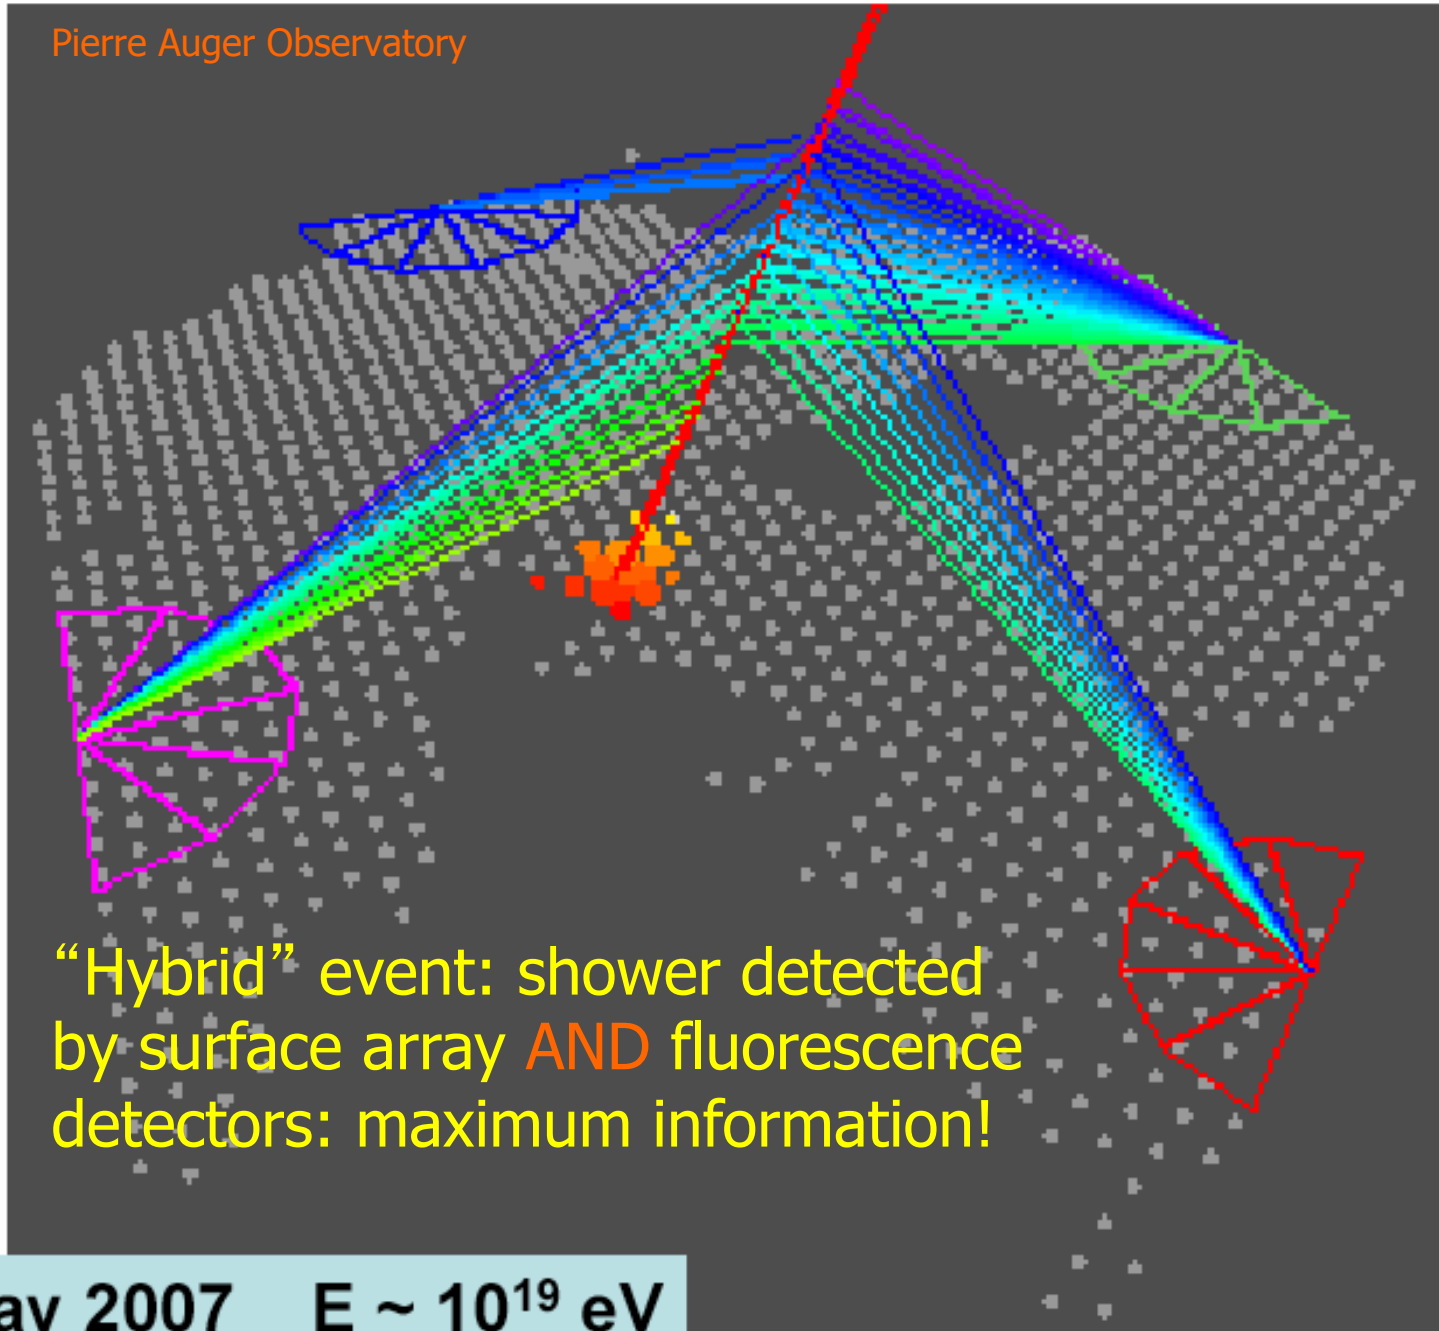 Pierre Auger Observatory
“Hybrid” event: shower detected
by surface array AND fluorescence
detectors: maximum information!
2007 E ~ 10¹⁹ eV